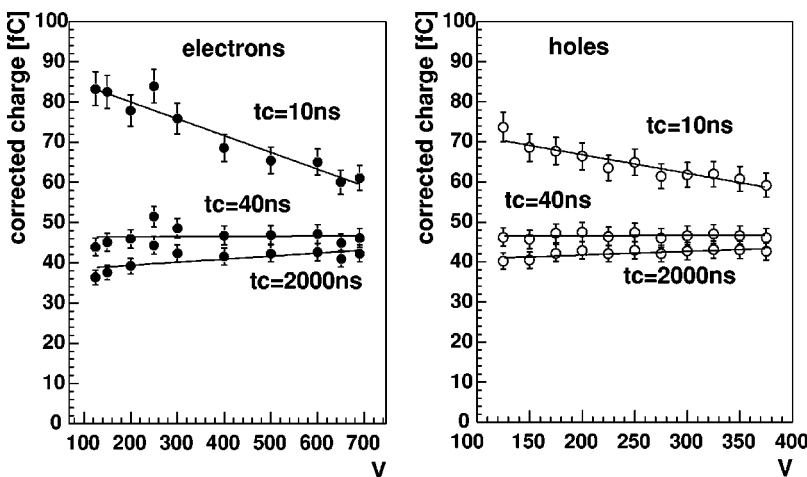 corrected charge [fC]
100
90
80
70
60
50
40
30
20
10
0
electrons
tc=10ns
tc=40ns
tc=2000ns
100 200 300 400 500 600 700
V
corrected charge [fC]
100
90
80
70
60
50
40
30
20
10
0
holes
tc=10ns
tc=40ns
tc=2000ns
100 150 200 250 300 350 400
V